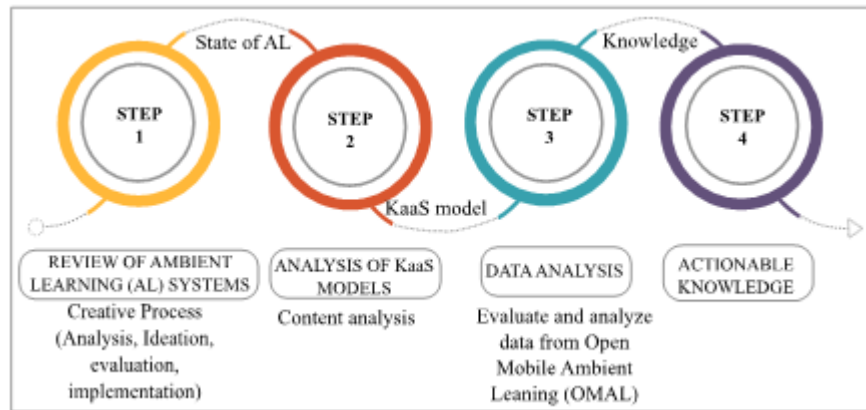 State of AL
Knowledge
STEP
1
STEP
2
STEP
3
STEP
4
KaaS model
REVIEW OF AMBIENT
LEARNING (AL) SYSTEMS
Creative Process
(Analysis, Ideation,
evaluation,
implementation)
ANALYSIS OF KaaS
MODELS
Content analysis
DATA ANALYSIS
Evaluate and analyze
data from Open
Mobile Ambient
Leaning (OMAL)
ACTIONABLE
KNOWLEDGE